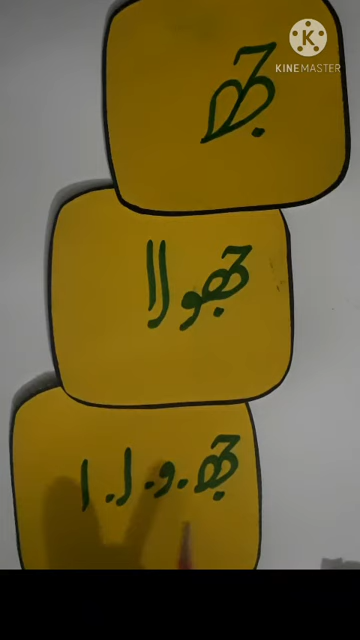 KINEMASTER
جھ
جھولا
جھ . و . ل . ا